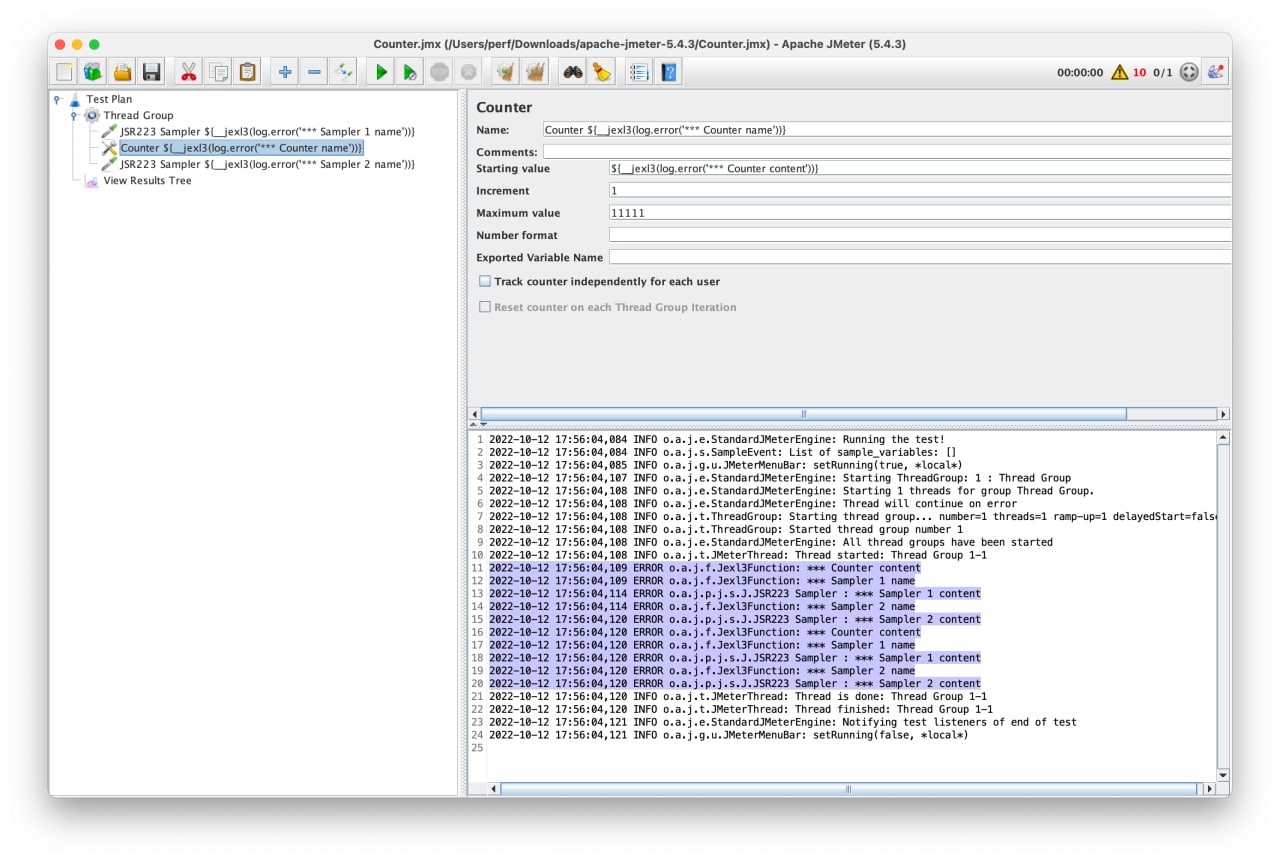 Counter.jmx (/Users/perf/Downloads/apache-jmeter-5.4.3/Counter.jmx) - Apache JMeter (5.4.3)
00:00:00 10 0/1
Test Plan
Thread Group
JSR223 Sampler ${__jexl3(log.error('*** Sampler 1 name'))}
Counter ${__jexl3(log.error('*** Counter name'))}
JSR223 Sampler ${__jexl3(log.error('*** Sampler 2 name'))}
View Results Tree
Counter
Name: Counter ${__jexl3(log.error('*** Counter name'))}
Comments:
Starting value ${__jexl3(log.error('*** Counter content'))}
Increment 1
Maximum value 11111
Number format
Exported Variable Name
Track counter independently for each user
Reset counter on each Thread Group Iteration
1 2022-10-12 17:56:04,084 INFO o.a.j.e.StandardJMeterEngine: Running the test!
2 2022-10-12 17:56:04,084 INFO o.a.j.s.SampleEvent: List of sample_variables: []
3 2022-10-12 17:56:04,085 INFO o.a.j.g.u.JMeterMenuBar: setRunning(true, *local*)
4 2022-10-12 17:56:04,107 INFO o.a.j.e.StandardJMeterEngine: Starting ThreadGroup: 1 : Thread Group
5 2022-10-12 17:56:04,108 INFO o.a.j.e.StandardJMeterEngine: Starting 1 threads for group Thread Group.
6 2022-10-12 17:56:04,108 INFO o.a.j.e.StandardJMeterEngine: Thread will continue on error
7 2022-10-12 17:56:04,108 INFO o.a.j.t.ThreadGroup: Starting thread group... number=1 threads=1 ramp-up=1 delayedStart=false
8 2022-10-12 17:56:04,108 INFO o.a.j.t.ThreadGroup: Started thread group number 1
9 2022-10-12 17:56:04,108 INFO o.a.j.e.StandardJMeterEngine: All thread groups have been started
10 2022-10-12 17:56:04,108 INFO o.a.j.t.JMeterThread: Thread started: Thread Group 1-1
11 2022-10-12 17:56:04,109 ERROR o.a.j.f.Jexl3Function: *** Counter content
12 2022-10-12 17:56:04,109 ERROR o.a.j.f.Jexl3Function: *** Sampler 1 name
13 2022-10-12 17:56:04,114 ERROR o.a.j.p.j.s.J.JSR223 Sampler : *** Sampler 1 content
14 2022-10-12 17:56:04,114 ERROR o.a.j.f.Jexl3Function: *** Sampler 2 name
15 2022-10-12 17:56:04,120 ERROR o.a.j.p.j.s.J.JSR223 Sampler : *** Sampler 2 content
16 2022-10-12 17:56:04,120 ERROR o.a.j.f.Jexl3Function: *** Counter content
17 2022-10-12 17:56:04,120 ERROR o.a.j.f.Jexl3Function: *** Sampler 1 name
18 2022-10-12 17:56:04,120 ERROR o.a.j.p.j.s.J.JSR223 Sampler : *** Sampler 1 content
19 2022-10-12 17:56:04,120 ERROR o.a.j.f.Jexl3Function: *** Sampler 2 name
20 2022-10-12 17:56:04,120 ERROR o.a.j.p.j.s.J.JSR223 Sampler : *** Sampler 2 content
21 2022-10-12 17:56:04,120 INFO o.a.j.t.JMeterThread: Thread is done: Thread Group 1-1
22 2022-10-12 17:56:04,120 INFO o.a.j.t.JMeterThread: Thread finished: Thread Group 1-1
23 2022-10-12 17:56:04,121 INFO o.a.j.e.StandardJMeterEngine: Notifying test listeners of end of test
24 2022-10-12 17:56:04,121 INFO o.a.j.g.u.JMeterMenuBar: setRunning(false, *local*)
25